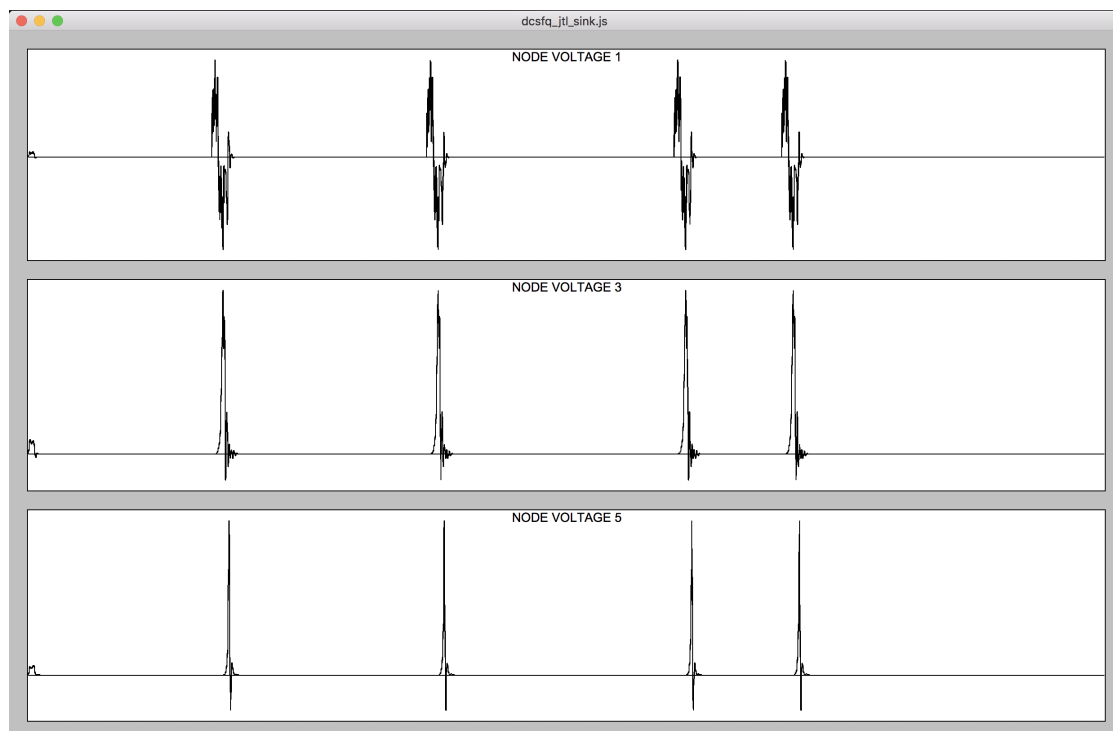 dcsfq_jtl_sink.js
NODE VOLTAGE 1
NODE VOLTAGE 3
NODE VOLTAGE 5